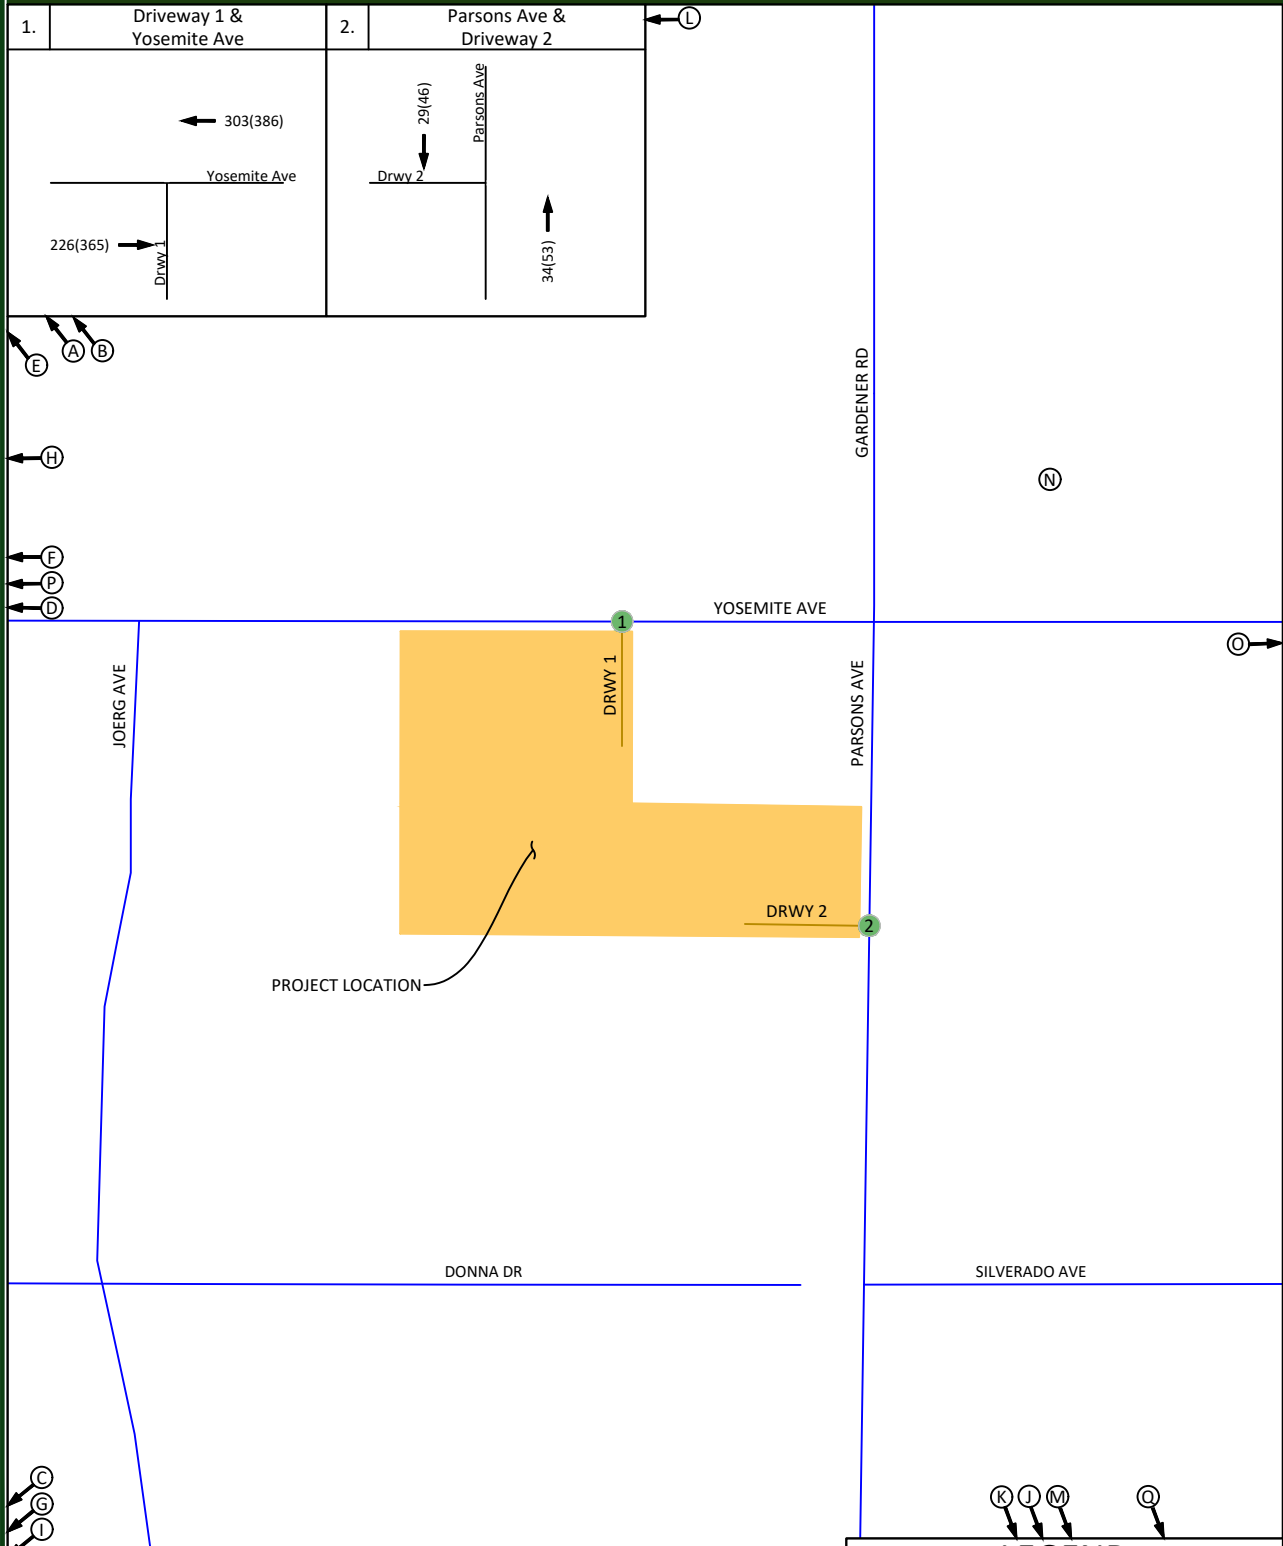 1.
Driveway 1 &
Yosemite Ave
2.
Parsons Ave &
Driveway 2
L
303(386)
Yosemite Ave
226(365)
Drwy 1
29(46)
Parsons Ave
Drwy 2
34(53)
E
A
B
H
F
P
D
GARDENER RD
N
YOSEMITE AVE
1
O
JOERG AVE
DRWY 1
PARSONS AVE
DRWY 2
2
PROJECT LOCATION
DONNA DR
SILVERADO AVE
C
G
I
K
J
M
Q
LEGEND